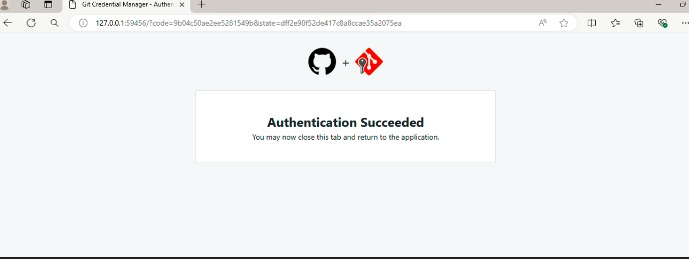 Git Credential Manager - Authen
127.0.0.1:59456/?code=9b04c50ae2ee5281549b&state=dff2e90f52de417c8a8ccae35a2075ea
+
Authentication Succeeded
You may now close this tab and return to the application.